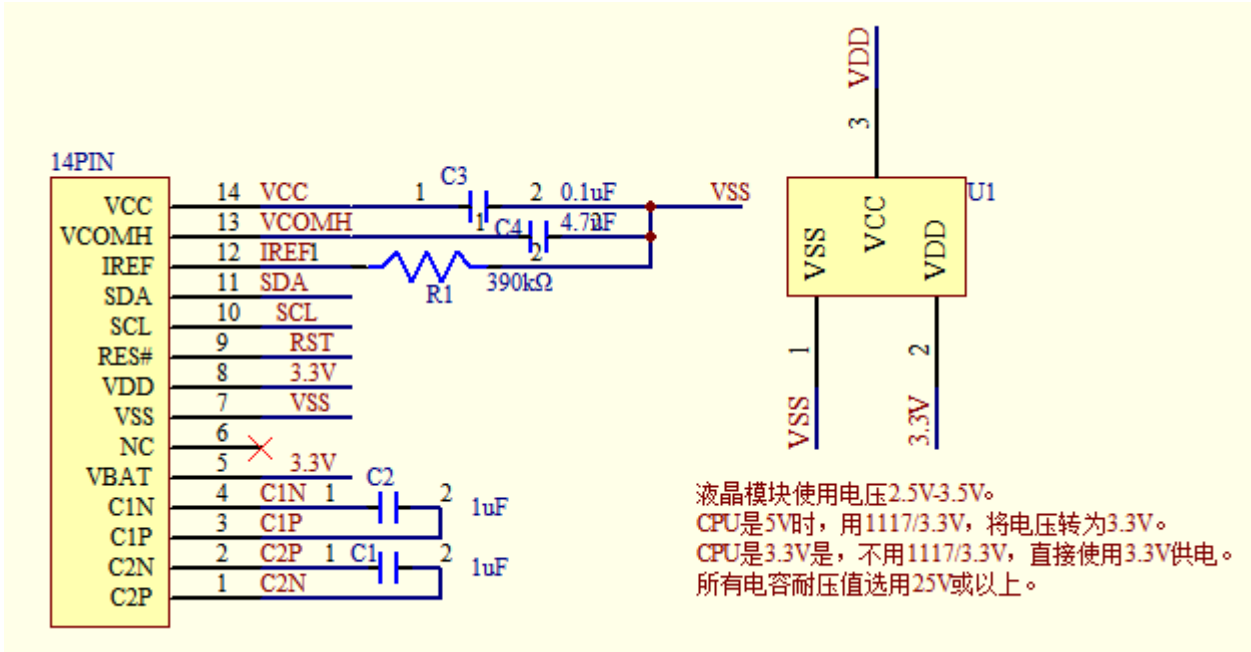 VDD
3
14PIN
U1
VCC 14 VCC 1 C3 2 0.1uF VSS
VCOMH 13 VCOMH 1 C4 4.7uF 2
IREF 12 IREF 1 R1 2 390kΩ
SDA 11 SDA
SCL 10 SCL
RES# 9 RST
VDD 8 3.3V
VSS 7 VSS
NC 6
VBAT 5 3.3V
C1N 4 C1N 1 C2 2 1uF
C1P 3 C1P
C2N 2 C2P 1 C1 2 1uF
C2P 1 C2N
VSS VCC VDD
1 2
VSS 3.3V
液晶模块使用电压2.5V-3.5V。
CPU是5V时，用1117/3.3V，将电压转为3.3V。
CPU是3.3V是，不用1117/3.3V，直接使用3.3V供电。
所有电容耐压值选用25V或以上。